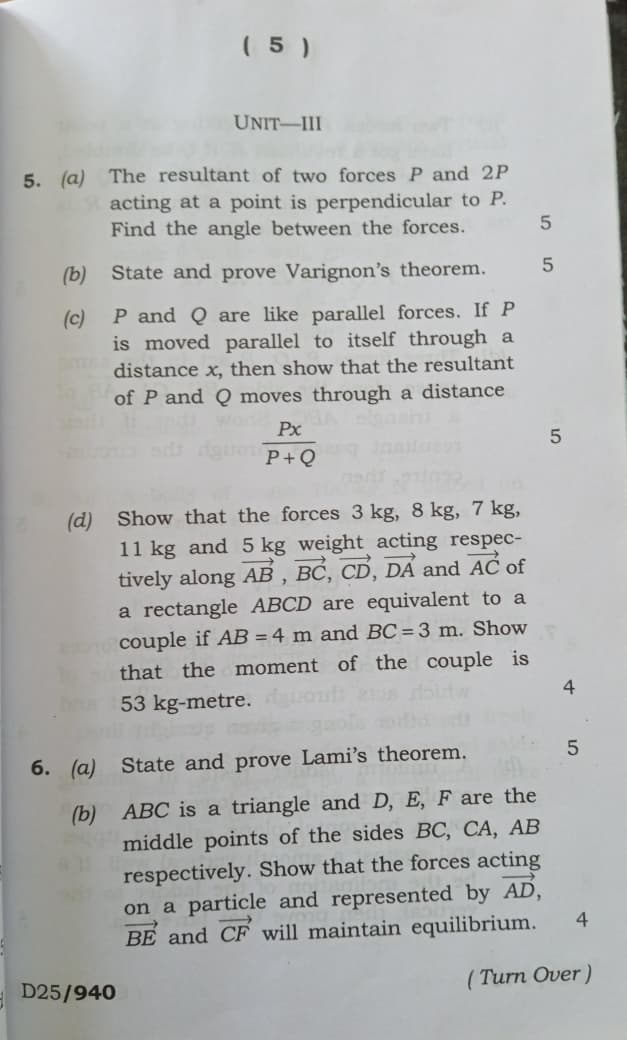 ( 5 )
UNIT—III
5. (a) The resultant of two forces P and 2P
acting at a point is perpendicular to P.
Find the angle between the forces. 5
(b) State and prove Varignon's theorem. 5
(c) P and Q are like parallel forces. If P
is moved parallel to itself through a
distance x, then show that the resultant
of P and Q moves through a distance
Px
P + Q 5
(d) Show that the forces 3 kg, 8 kg, 7 kg,
11 kg and 5 kg weight acting respec-
tively along \(\overrightarrow{AB}\), \(\overrightarrow{BC}\), \(\overrightarrow{CD}\), \(\overrightarrow{DA}\) and \(\overrightarrow{AC}\) of
a rectangle ABCD are equivalent to a
couple if AB = 4 m and BC = 3 m. Show
that the moment of the couple is
53 kg-metre. 4
6. (a) State and prove Lami's theorem. 5
(b) ABC is a triangle and D, E, F are the
middle points of the sides BC, CA, AB
respectively. Show that the forces acting
on a particle and represented by \(\overrightarrow{AD}\),
\(\overrightarrow{BE}\) and \(\overrightarrow{CF}\) will maintain equilibrium. 4
D25/940 ( Turn Over )